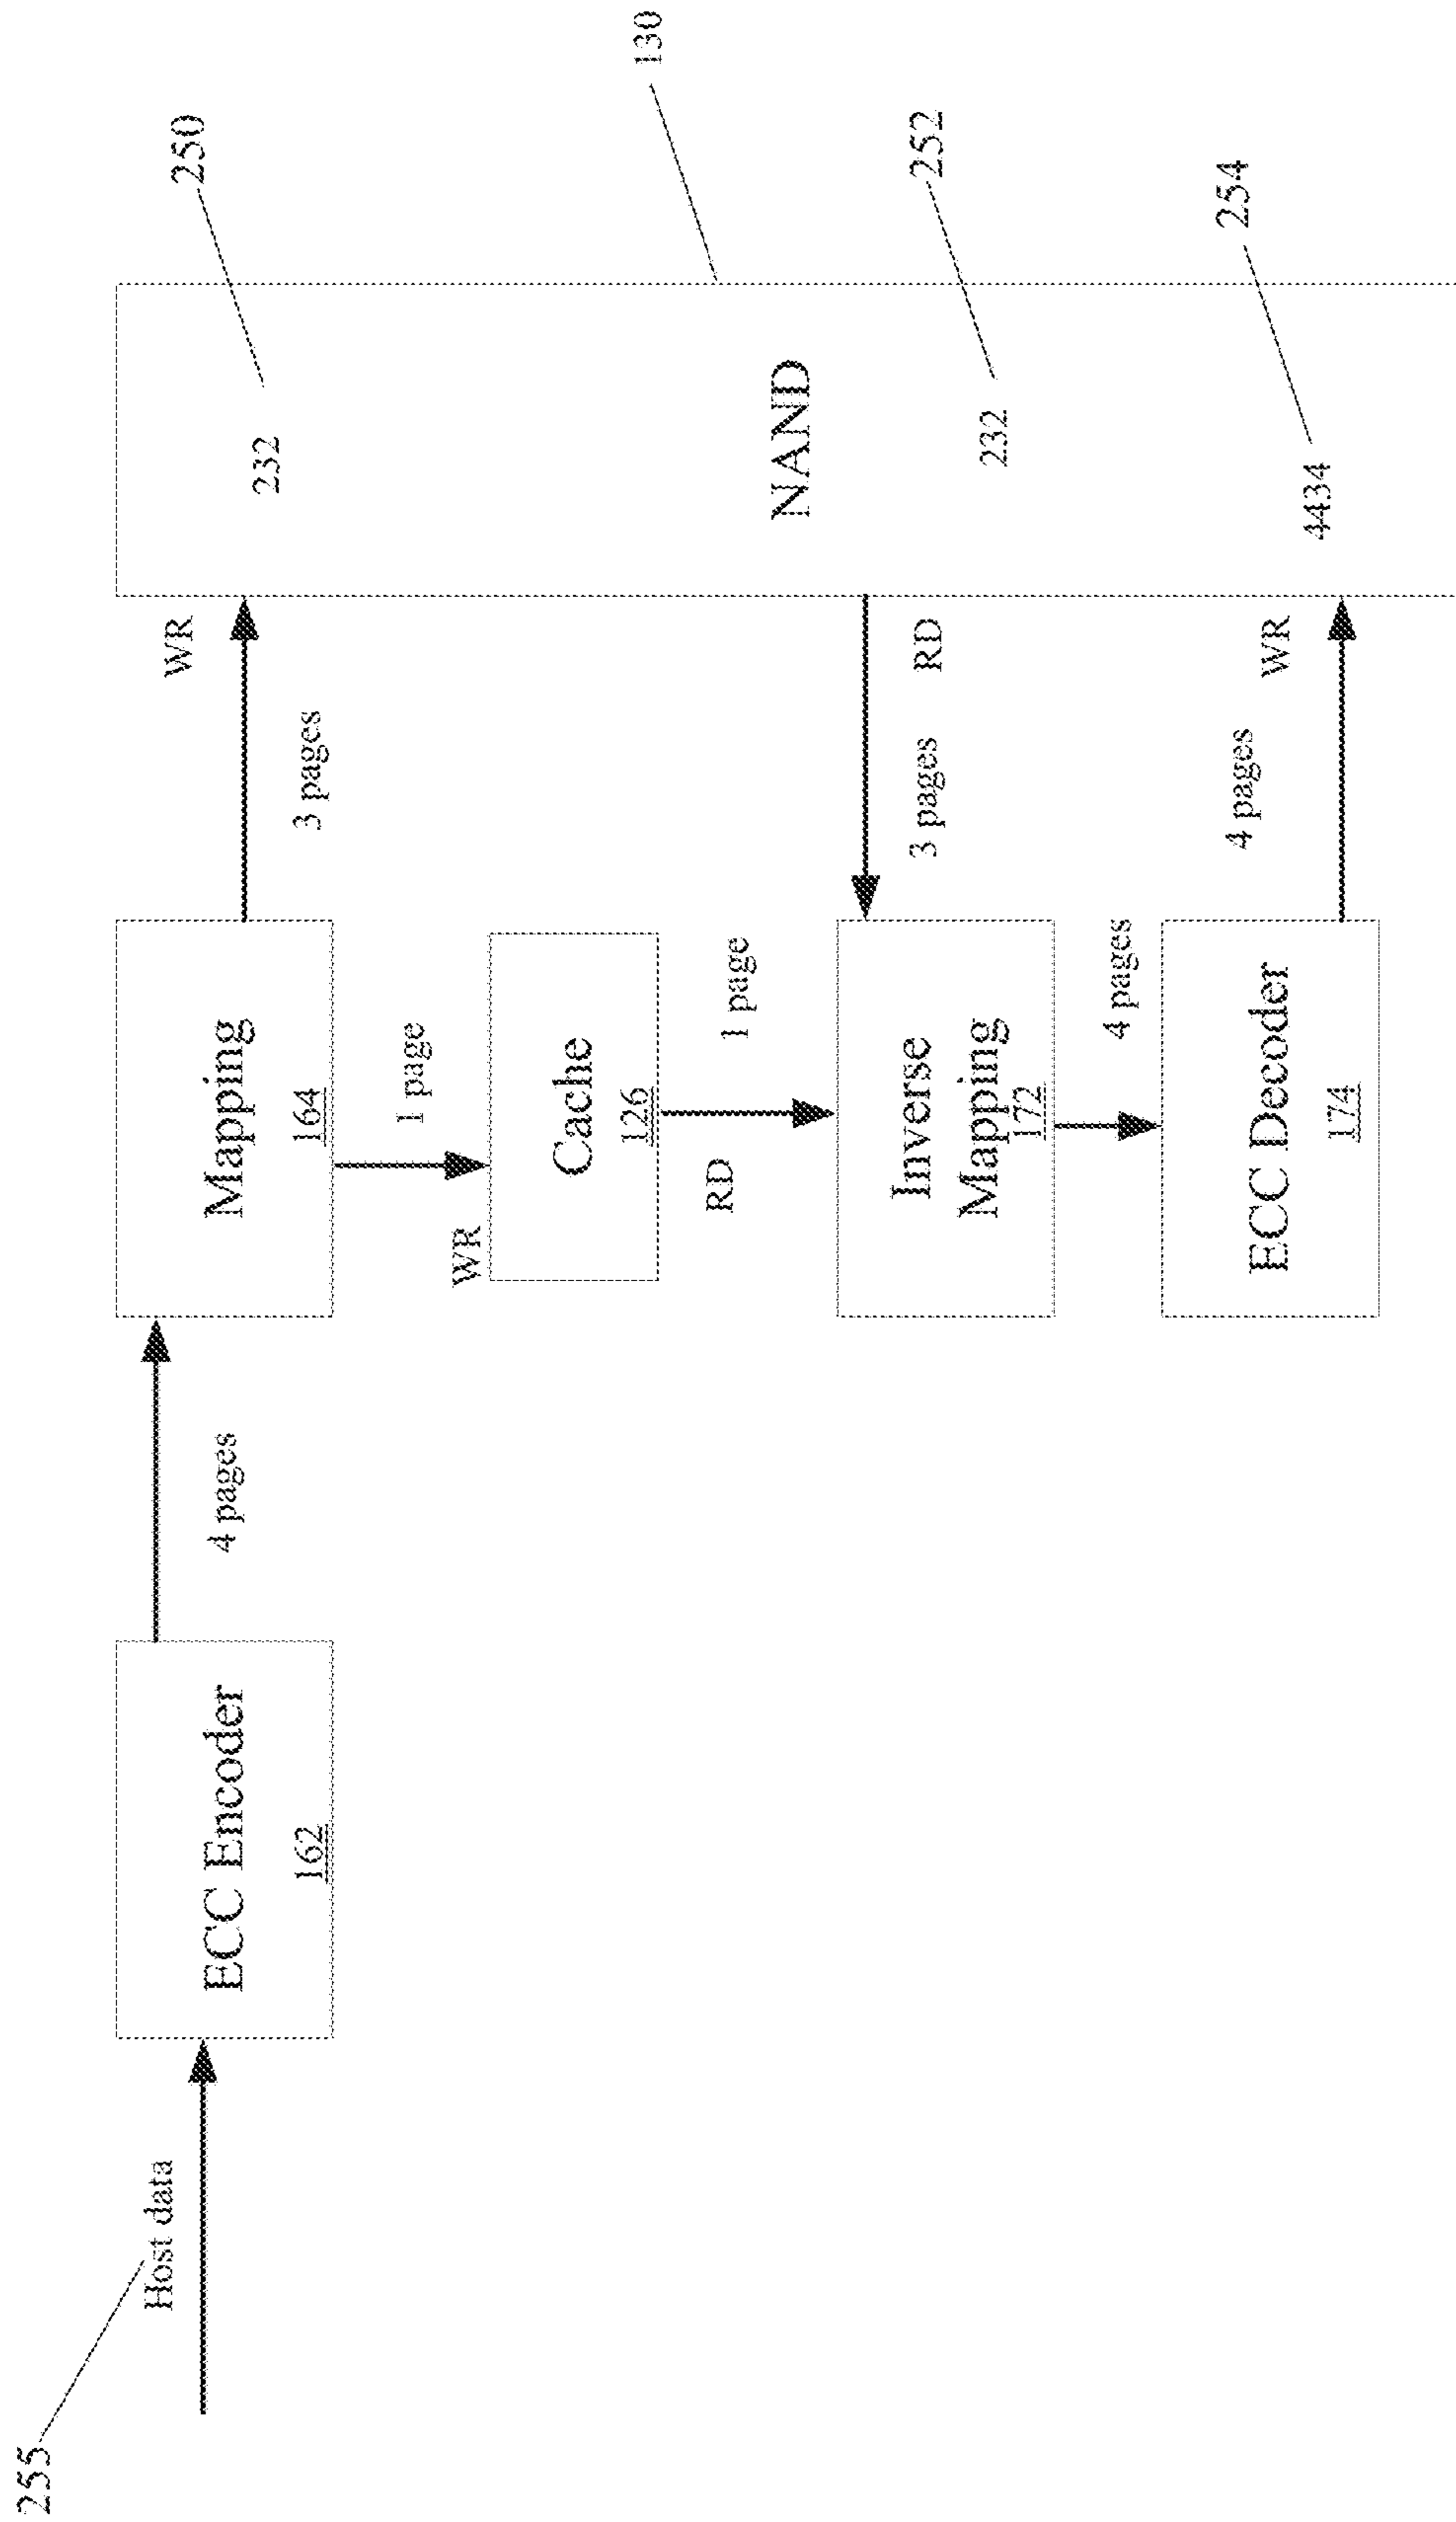 255
Host data
ECC Encoder
162
4 pages
Mapping
164
3 pages
WR
232
250
WR
1 page
Cache
126
RD
1 page
NAND
130
Inverse
Mapping
172
3 pages
RD
232
252
4 pages
ECC Decoder
174
4 pages
WR
4434
254